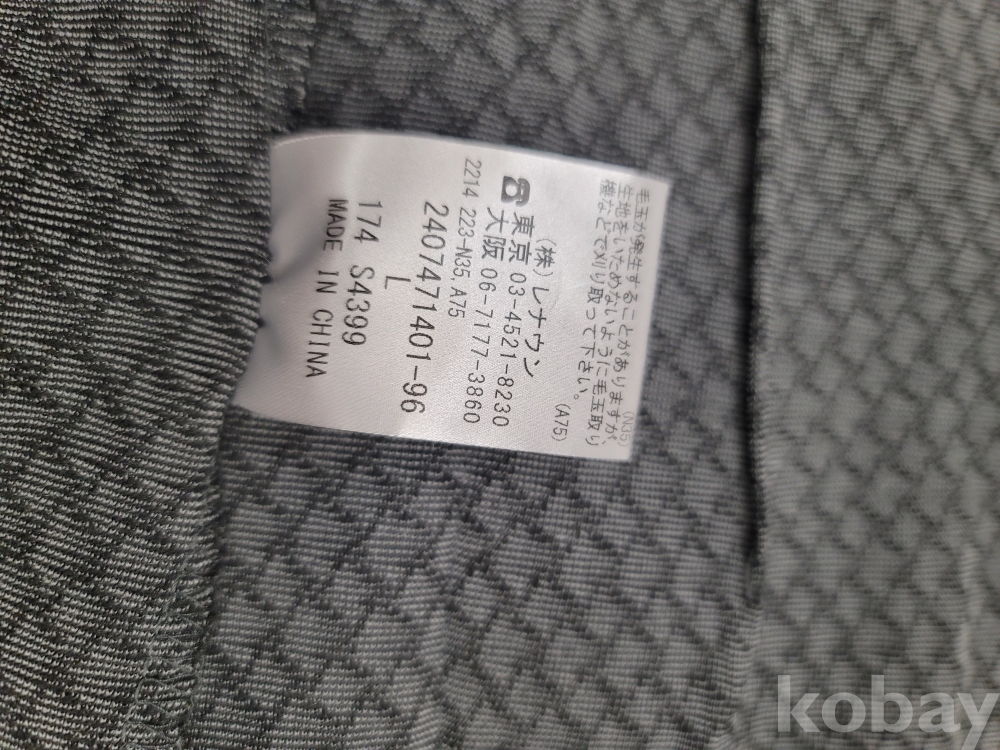 (N35)
毛玉が発生することがありますが
生地をいためないように毛玉取り
機などで刈り取って下さい。
(A75)
(株)レナウン
☎東京 03-4521-8230
大阪 06-7177-3860
2214 223-N35,A75
2407471401-96
L
174 S4399
MADE IN CHINA
kobay